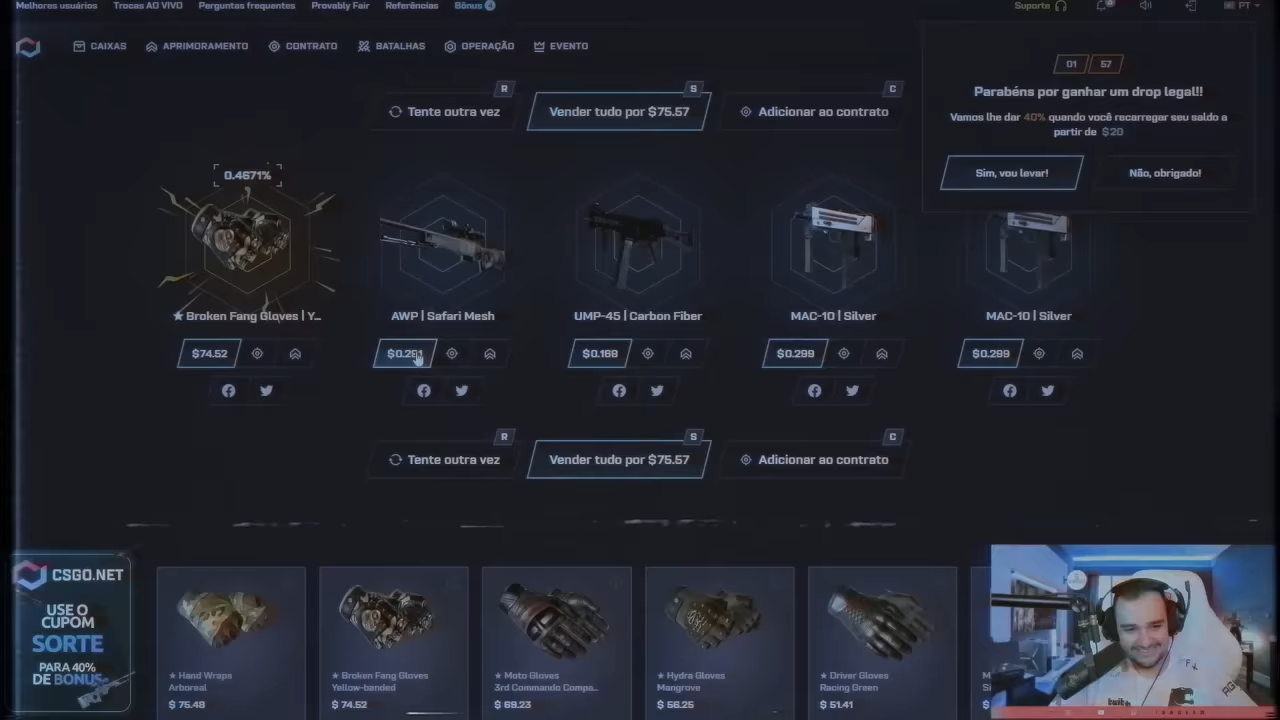 Melhores usuários Trocas AO VIVO Perguntas frequentes Provably Fair Referências Bônus Suporte PT
CAIXAS APRIMORAMENTO CONTRATO BATALHAS OPERAÇÃO EVENTO
01 57
Parabéns por ganhar um drop legal!!
Vamos lhe dar 40% quando você recarregar seu saldo a
partir de $20
Sim, vou levar! Não, obrigado!
R S C
Tente outra vez Vender tudo por $75.57 Adicionar ao contrato
0.4671%
★ Broken Fang Gloves | Y... AWP | Safari Mesh UMP-45 | Carbon Fiber MAC-10 | Silver MAC-10 | Silver
$74.52 $0.169 $0.299 $0.299
R S C
Tente outra vez Vender tudo por $75.57 Adicionar ao contrato
CSGO.NET
USE O
CUPOM
SORTE
PARA 40%
DE BONUS
★ Hand Wraps
Arboreal
$ 75.48
★ Broken Fang Gloves
Yellow-banded
$ 74.52
★ Moto Gloves
3rd Commando Compa...
$ 69.23
★ Hydra Gloves
Mangrove
$ 56.25
★ Driver Gloves
Racing Green
$ 51.41